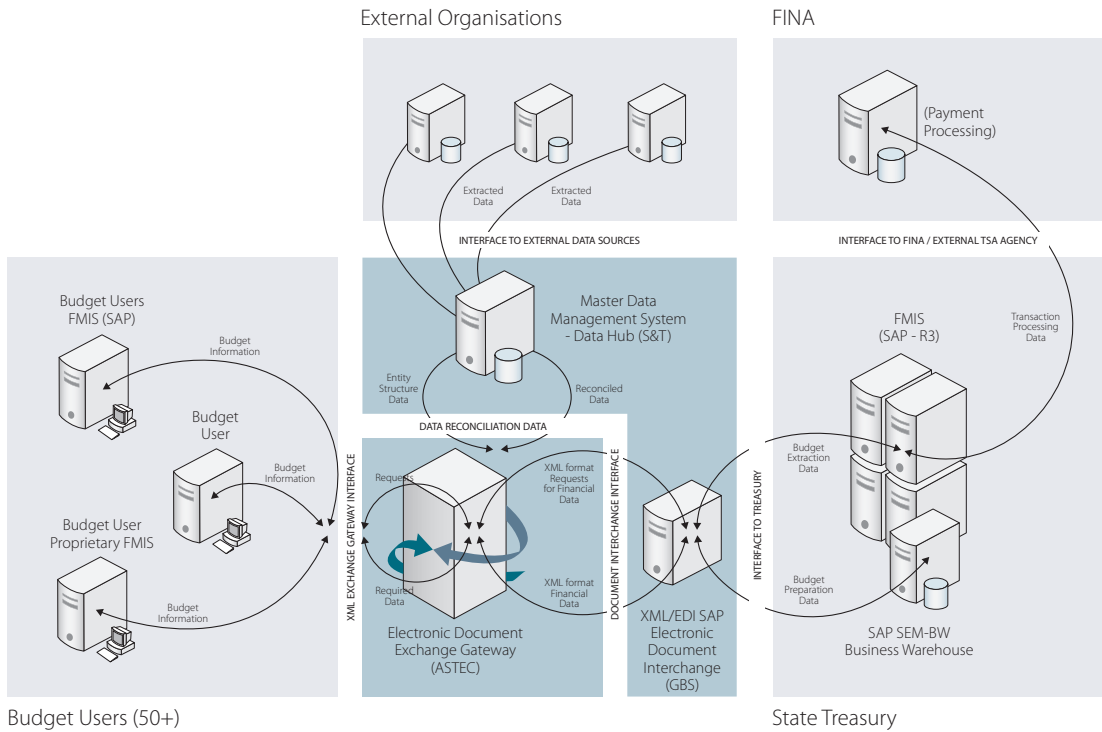 External Organisations
FINA
(Payment
Processing)
Extracted
Data
Extracted
Data
INTERFACE TO EXTERNAL DATA SOURCES
INTERFACE TO FINA / EXTERNAL TSA AGENCY
Budget Users
FMIS (SAP)
Budget
Information
Budget
User
Budget
Information
Budget User
Proprietary FMIS
Budget
Information
XML EXCHANGE GATEWAY INTERFACE
Master Data
Management System
- Data Hub (S&T)
Entity
Structure
Data
Reconciled
Data
DATA RECONCILIATION DATA
Requests
Required
Data
XML format
Requests
for Financial
Data
XML format
Financial
Data
Electronic Document
Exchange Gateway
(ASTEC)
DOCUMENT INTERCHANGE INTERFACE
XML/EDI SAP
Electronic
Document
Interchange
(GBS)
INTERFACE TO TREASURY
FMIS
(SAP - R3)
Transaction
Processing
Data
Budget
Extraction
Data
Budget
Preparation
Data
SAP SEM-BW
Business Warehouse
Budget Users (50+)
State Treasury